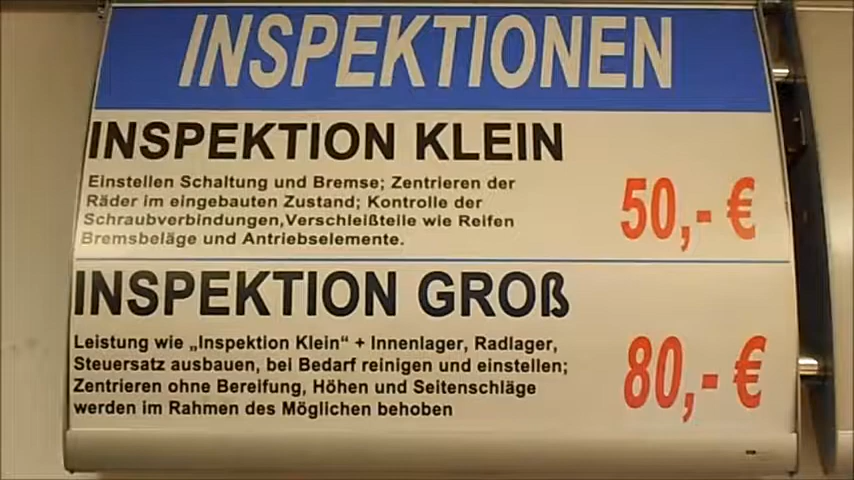 INSPEKTIONEN
INSPEKTION KLEIN
Einstellen Schaltung und Bremse; Zentrieren der
Räder im eingebauten Zustand; Kontrolle der
Schraubverbindungen,Verschleißteile wie Reifen
Bremsbeläge und Antriebselemente.
50,- €
INSPEKTION GROß
Leistung wie „Inspektion Klein“ + Innenlager, Radlager,
Steuersatz ausbauen, bei Bedarf reinigen und einstellen;
Zentrieren ohne Bereifung, Höhen und Seitenschläge
werden im Rahmen des Möglichen behoben
80,- €